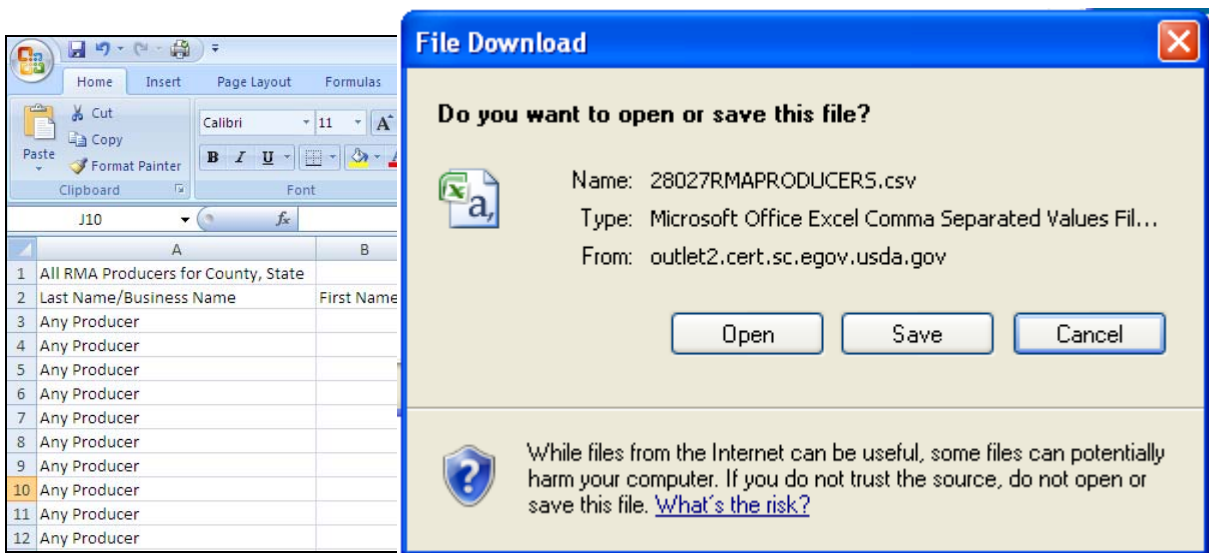 Home Insert Page Layout Formulas
Cut
Copy
Format Painter
Paste
Calibri 11 A
B I U A
Clipboard Font
J10 fx
A B
1 All RMA Producers for County, State
2 Last Name/Business Name First Name
3 Any Producer
4 Any Producer
5 Any Producer
6 Any Producer
7 Any Producer
8 Any Producer
9 Any Producer
10 Any Producer
11 Any Producer
12 Any Producer
File Download
Do you want to open or save this file?
a,
Name: 28027RMAPRODUCERS.csv
Type: Microsoft Office Excel Comma Separated Values Fil...
From: outlet2.cert.sc.egov.usda.gov
Open Save Cancel
While files from the Internet can be useful, some files can potentially
harm your computer. If you do not trust the source, do not open or
save this file. What's the risk?